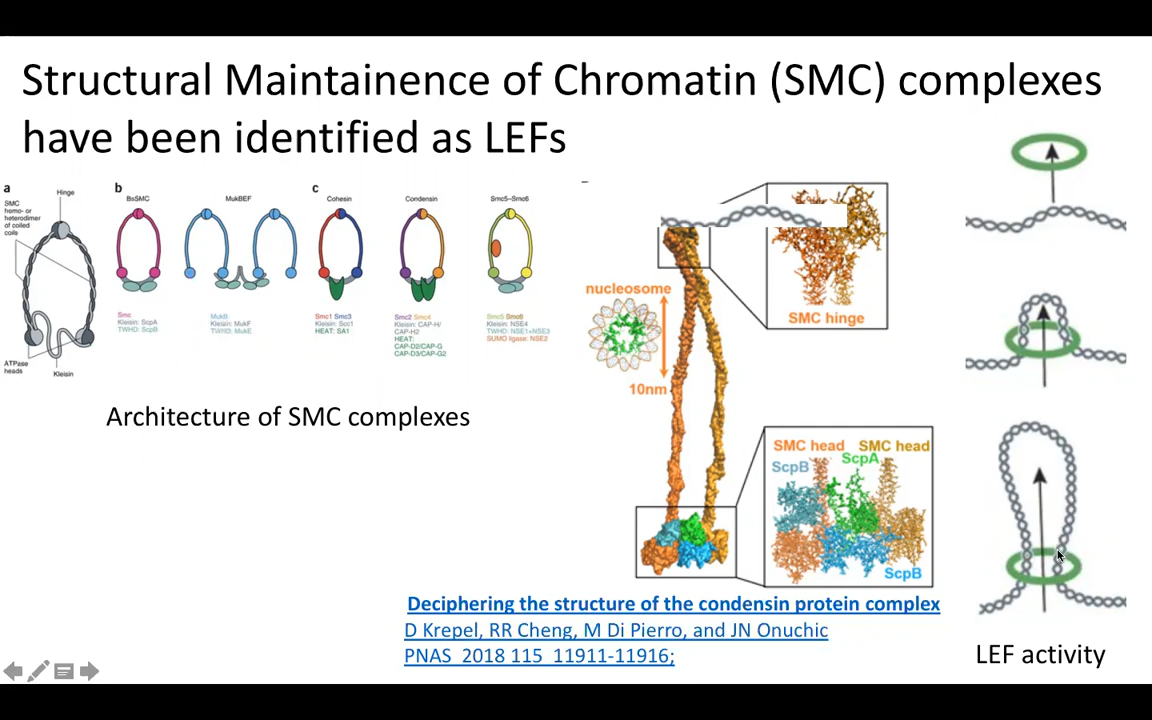 Structural Maintainence of Chromatin (SMC) complexes
have been identified as LEFs
a
Hinge
SMC
homo- or
heterodimer
of coiled
coils
ATPase
heads
Kleisin
b
BsSMC
Smc
Kleisin: ScpA
TWHD: ScpB
MukBEF
MukB
Kleisin: MukF
TWHD: MukE
c
Cohesin
Smc1 Smc3
Kleisin: Scc1
HEAT: SA1
Condensin
Smc2 Smc4
Kleisin: CAP-H/
CAP-H2
HEAT:
CAP-D2/CAP-G
CAP-D3/CAP-G2
Smc5–Smc6
Smc5 Smc6
Kleisin: NSE4
TWHD: NSE1+NSE3
SUMO ligase: NSE2
Architecture of SMC complexes
nucleosome
10nm
SMC hinge
SMC head
SMC head
ScpB
ScpA
ScpB
Deciphering the structure of the condensin protein complex
D Krepel, RR Cheng, M Di Pierro, and JN Onuchic
PNAS 2018 115 11911-11916;
LEF activity